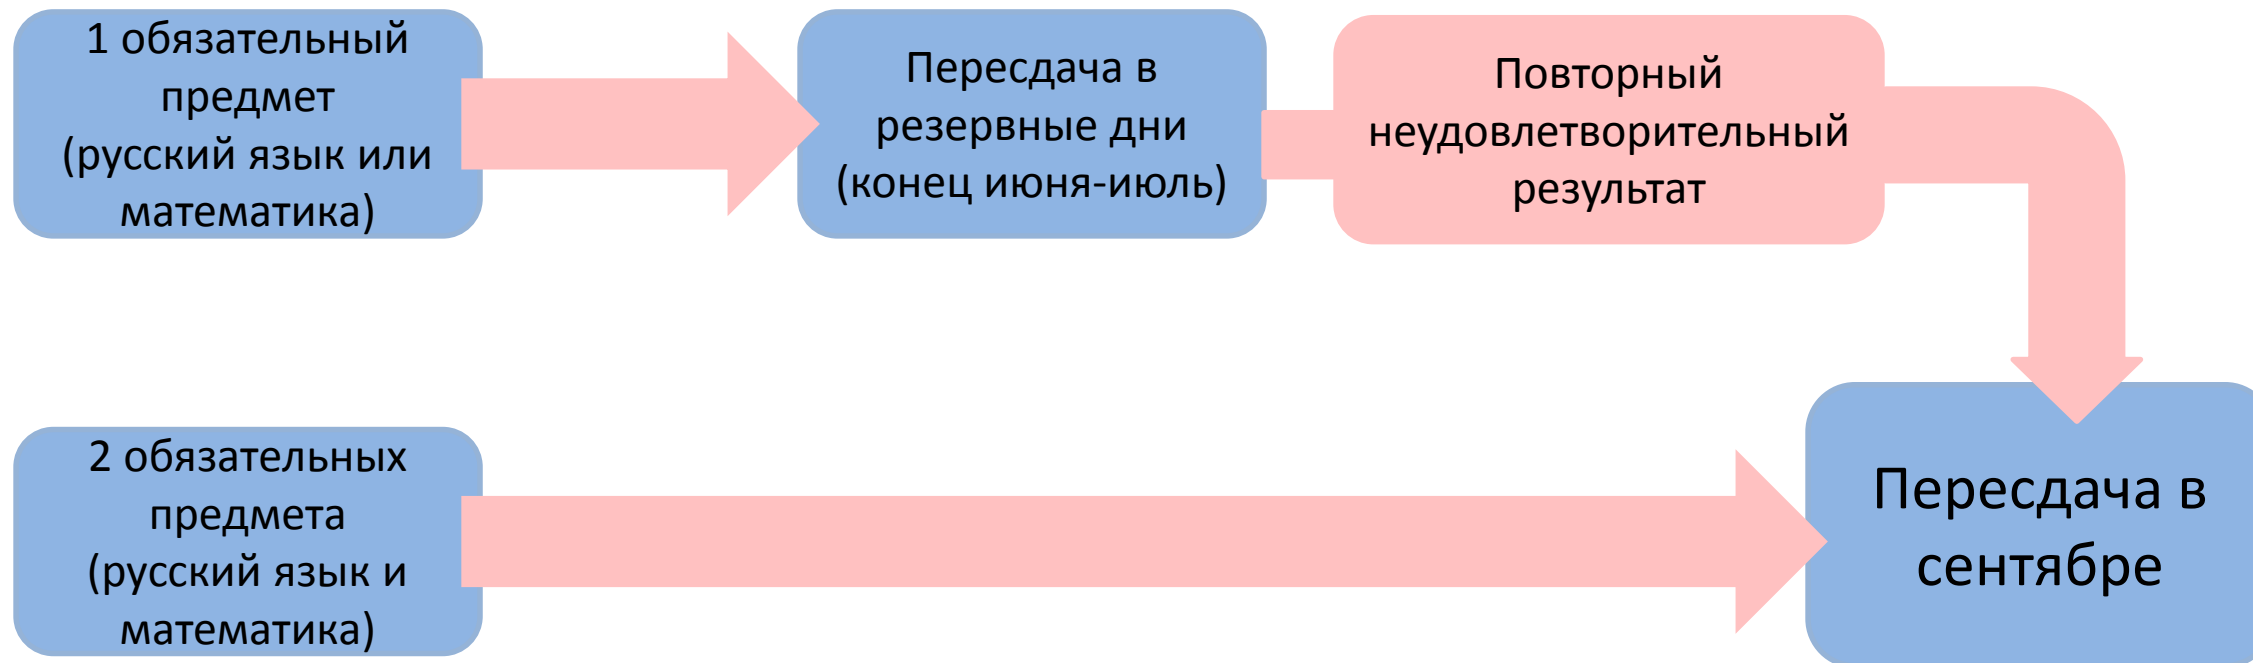 1 обязательный
предмет
(русский язык или
математика)
Пересдача в
резервные дни
(конец июня-июль)
Повторный
неудовлетворительный
результат
2 обязательных
предмета
(русский язык и
математика)
Пересдача в
сентябре